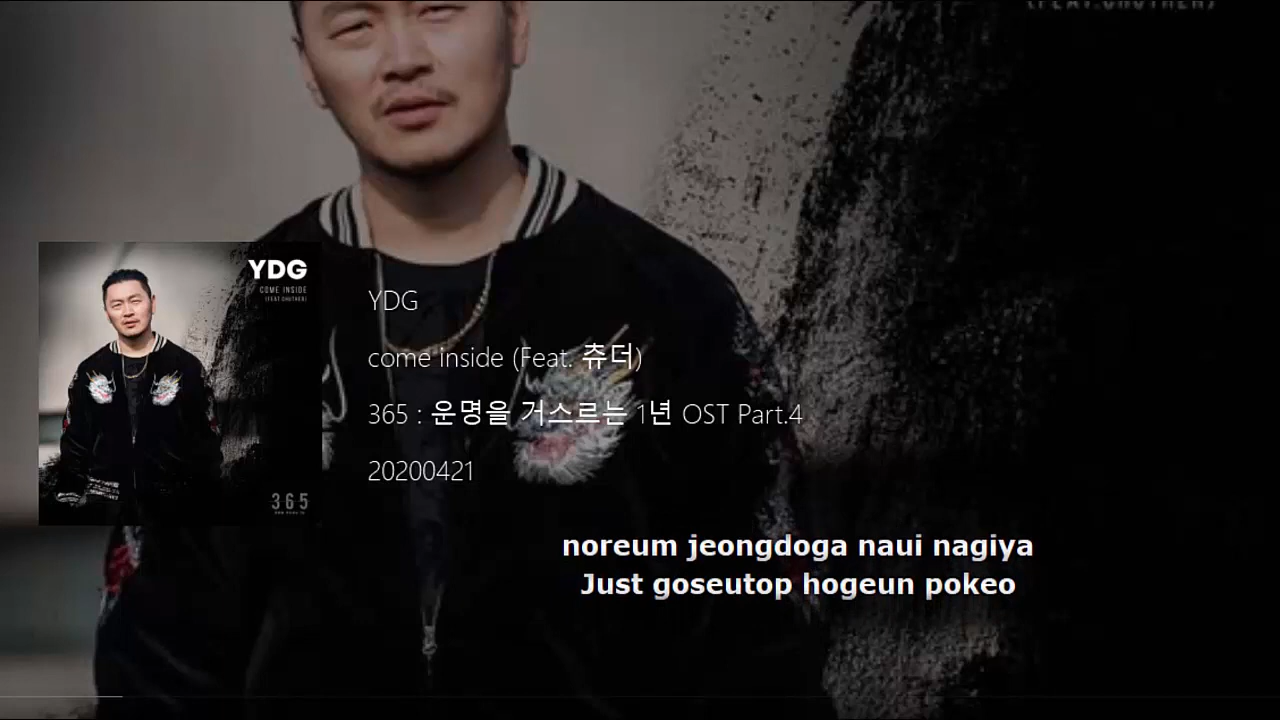 YDG
COME INSIDE
(FEAT.CHUTHER)
YDG
come inside (Feat. 츄더)
365 : 운명을 거스르는 1년 OST Part.4
20200421
365
noreum jeongdoga naui nagiya
Just goseutop hogeun pokeo